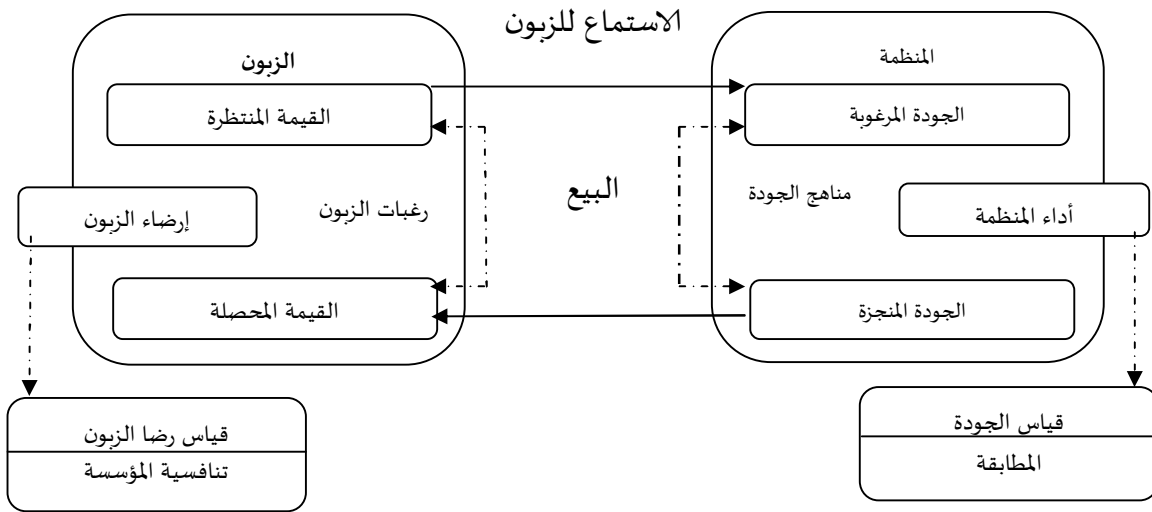 الاستماع للزبون
المنظمة
الزبون
الجودة المرغوبة
القيمة المنتظرة
مناهج الجودة
البيع
رغبات الزبون
أداء المنظمة
إرضاء الزبون
الجودة المنجزة
القيمة المحصلة
قياس الجودة
المطابقة
قياس رضا الزبون
تنافسية المؤسسة